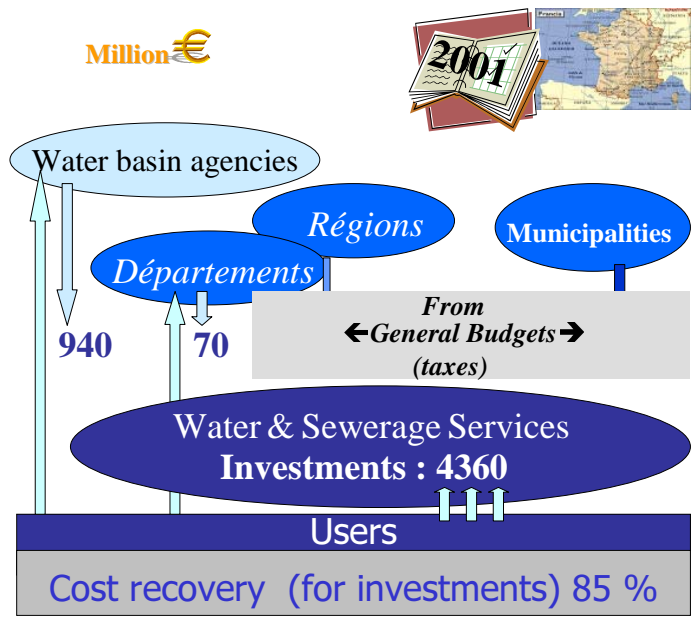 Million €
2001
Francia
Water basin agencies
Régions
Municipalities
Départements
From
←General Budgets→
(taxes)
940
70
Water & Sewerage Services
Investments : 4360
Users
Cost recovery (for investments) 85 %